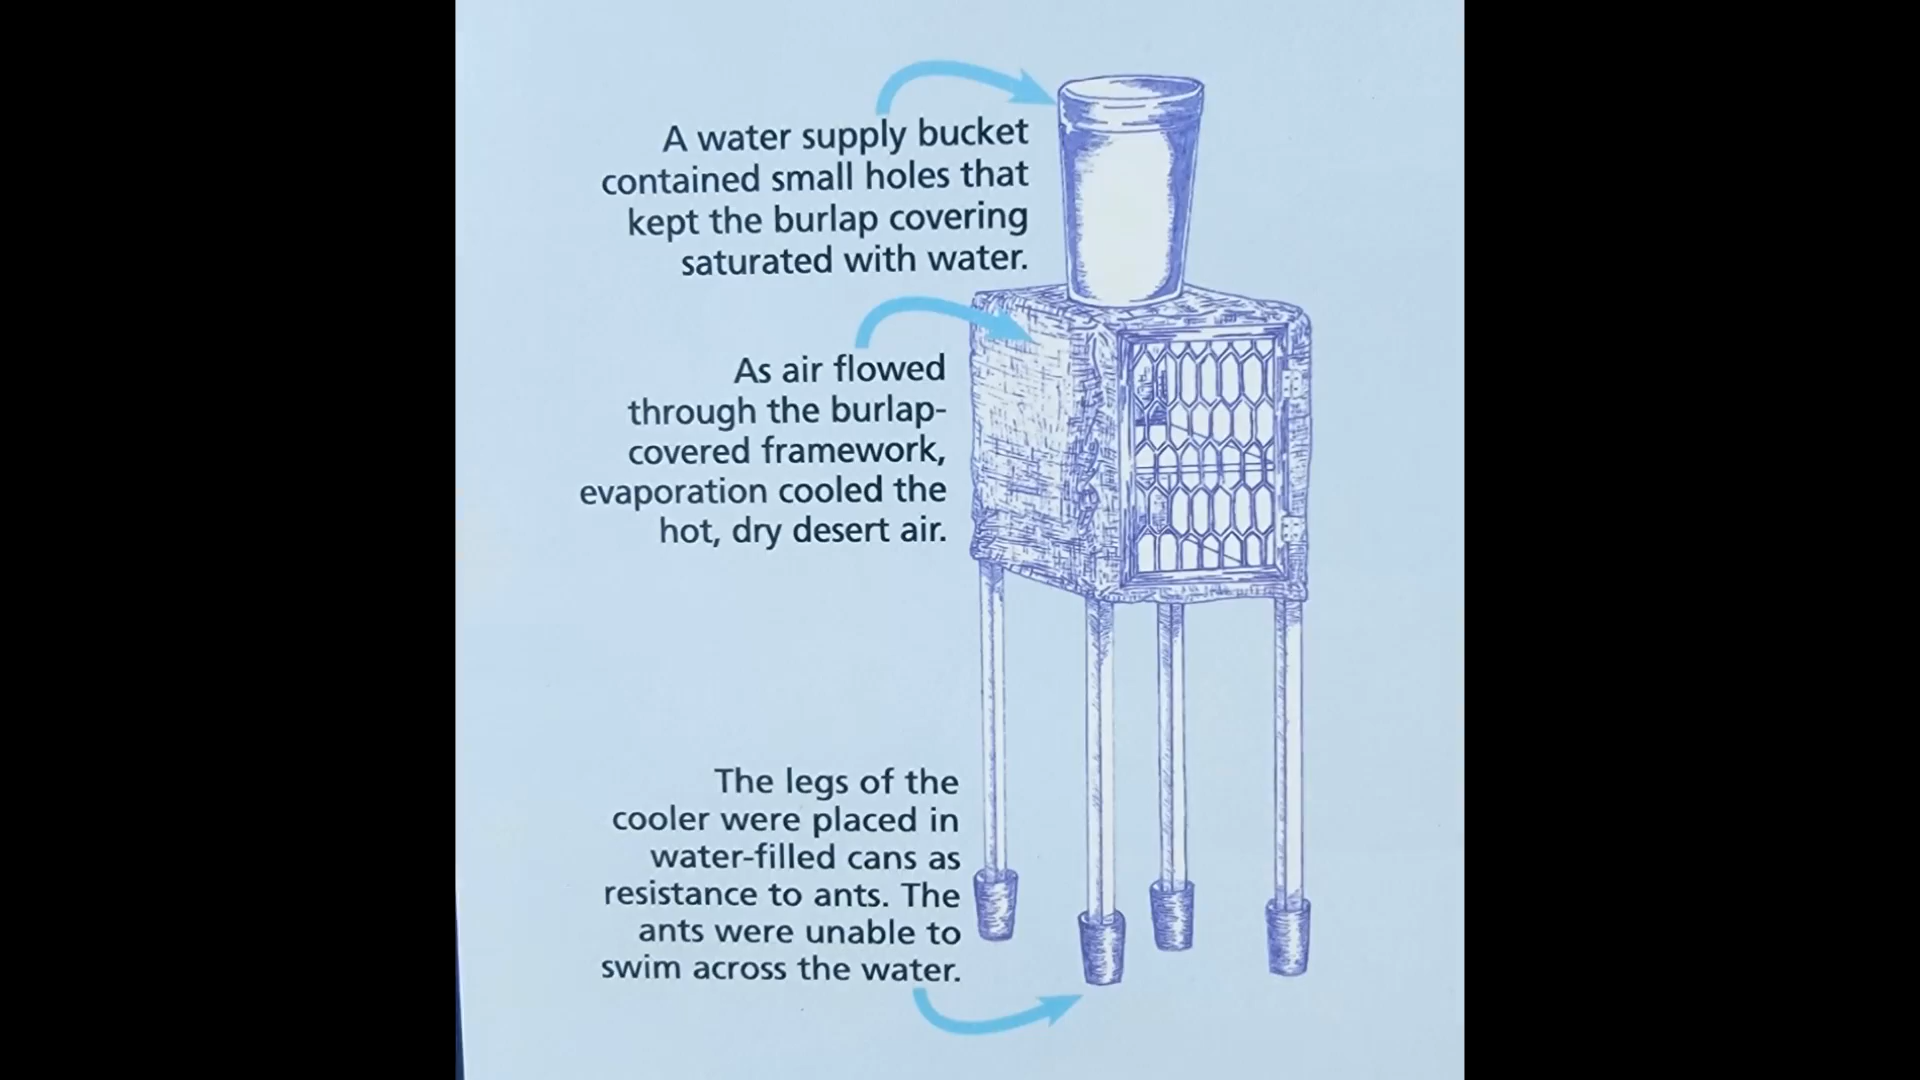 A water supply bucket
contained small holes that
kept the burlap covering
saturated with water.
As air flowed
through the burlap-
covered framework,
evaporation cooled the
hot, dry desert air.
The legs of the
cooler were placed in
water-filled cans as
resistance to ants. The
ants were unable to
swim across the water.